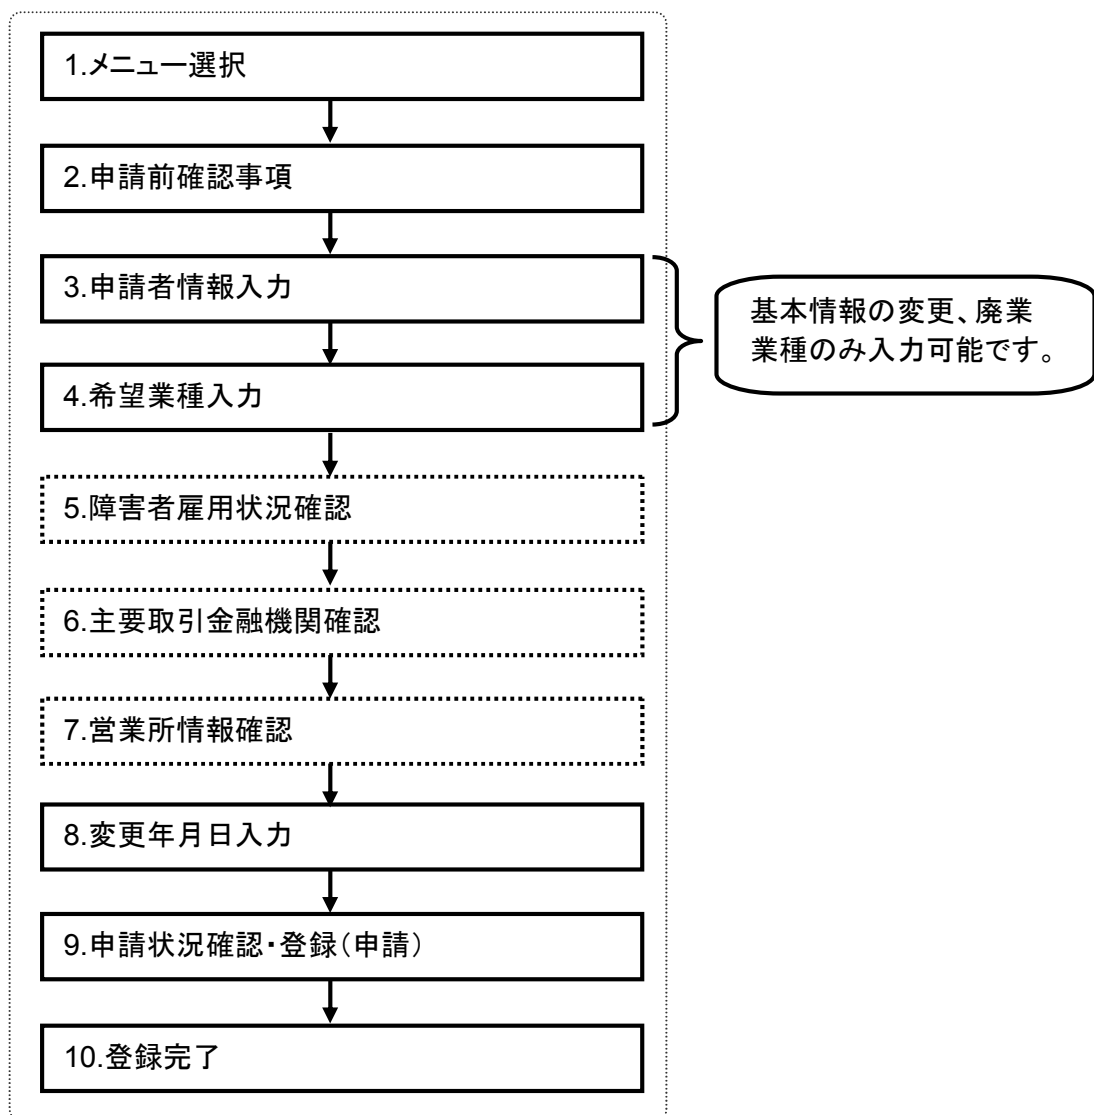 1.メニュー選択
2.申請前確認事項
3.申請者情報入力
基本情報の変更、廃業
業種のみ入力可能です。
4.希望業種入力
5.障害者雇用状況確認
6.主要取引金融機関確認
7.営業所情報確認
8.変更年月日入力
9.申請状況確認・登録（申請）
10.登録完了